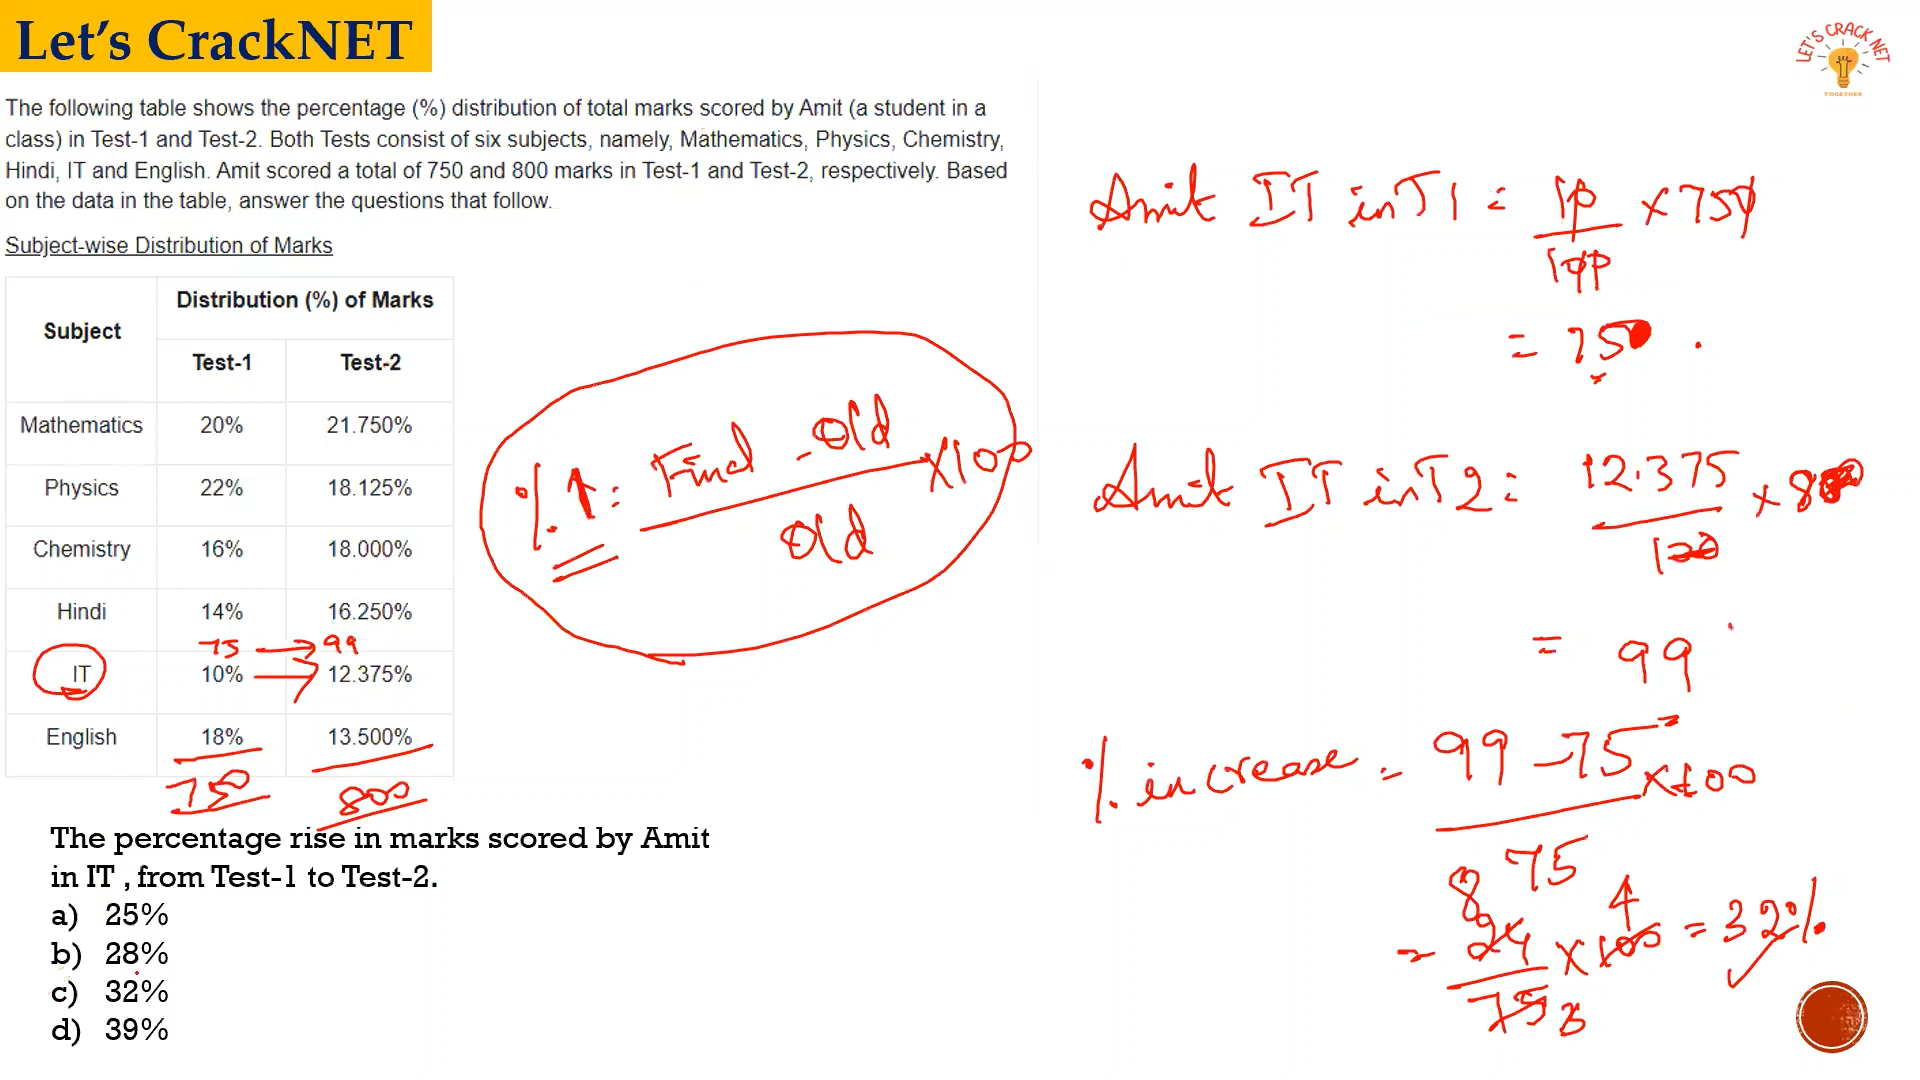 Let's CrackNET
LET'S CRACK NET
TOGETHER
The following table shows the percentage (%) distribution of total marks scored by Amit (a student in a
class) in Test-1 and Test-2. Both Tests consist of six subjects, namely, Mathematics, Physics, Chemistry,
Hindi, IT and English. Amit scored a total of 750 and 800 marks in Test-1 and Test-2, respectively. Based
on the data in the table, answer the questions that follow.
Subject-wise Distribution of Marks
Subject Distribution (%) of Marks
Test-1 Test-2
Mathematics 20% 21.750%
Physics 22% 18.125%
Chemistry 16% 18.000%
Hindi 14% 16.250%
75 → 99
IT 10% → 12.375%
English 18% 13.500%
750 800
The percentage rise in marks scored by Amit
in IT , from Test-1 to Test-2.
a) 25%
b) 28%
c) 32%
d) 39%
%↑ = Final - Old ×100
Old
Amit IT in T1 = 10 × 750
100
= 75
Amit IT in T2 = 12.375 × 800
100
= 99
% increase = 99 - 75 × 100
75
8 4
= 24 × 100 = 32%
75 3